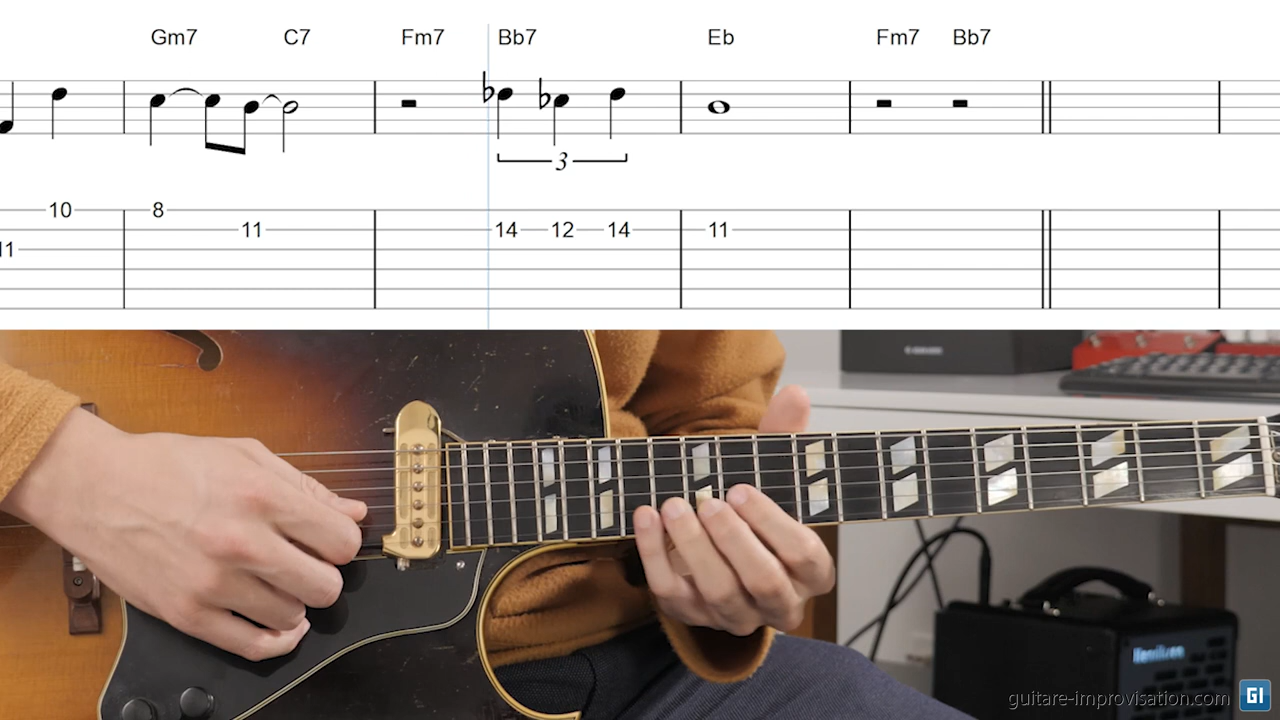 Gm7 C7 Fm7 Bb7 Eb Fm7 Bb7
3
10 8
11 14 12 14 11
11
guitare-improvisation.com GI